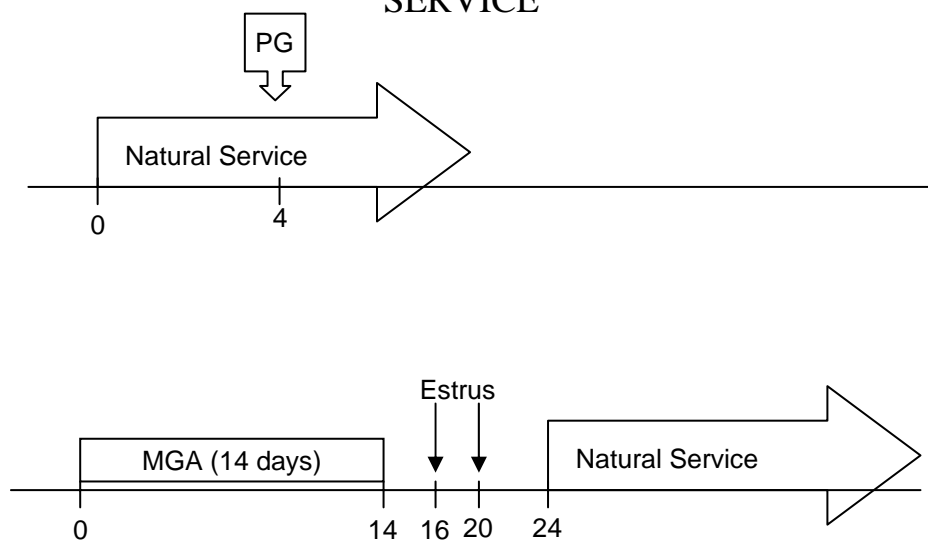 SERVICE
PG
Natural Service
0 4
Estrus
MGA (14 days) Natural Service
0 14 16 20 24